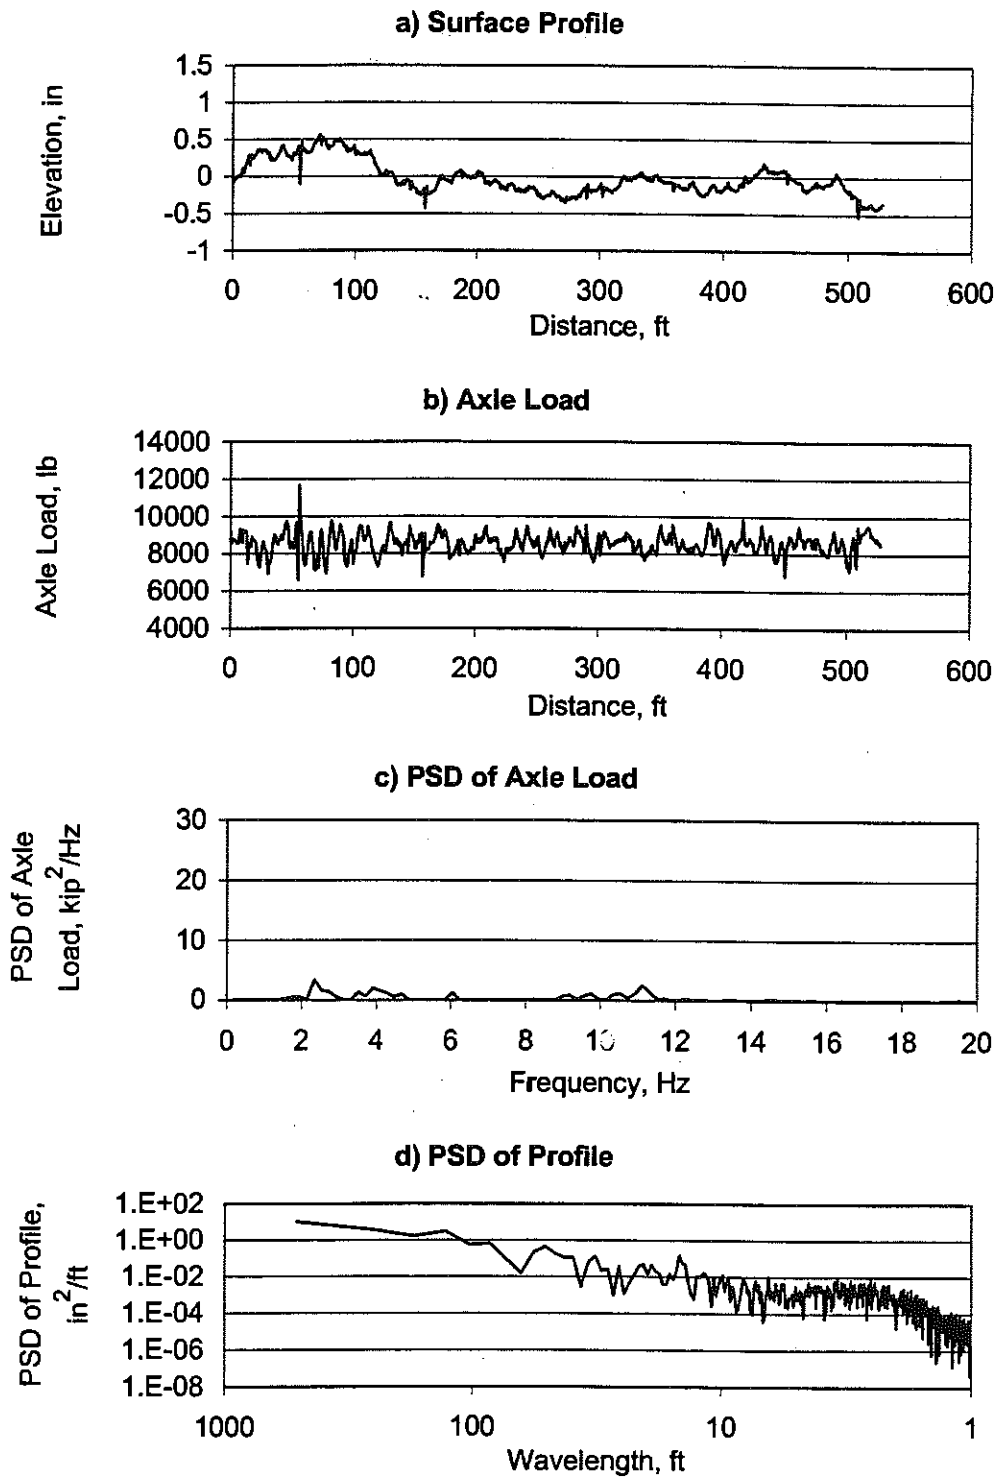 a) Surface Profile
Elevation, in
1.5
1
0.5
0
-0.5
-1
0 100 200 300 400 500 600
Distance, ft
b) Axle Load
Axle Load, lb
14000
12000
10000
8000
6000
4000
0 100 200 300 400 500 600
Distance, ft
c) PSD of Axle Load
PSD of Axle
Load, kip²/Hz
30
20
10
0
0 2 4 6 8 10 12 14 16 18 20
Frequency, Hz
d) PSD of Profile
PSD of Profile,
in²/ft
1.E+02
1.E+00
1.E-02
1.E-04
1.E-06
1.E-08
1000 100 10 1
Wavelength, ft